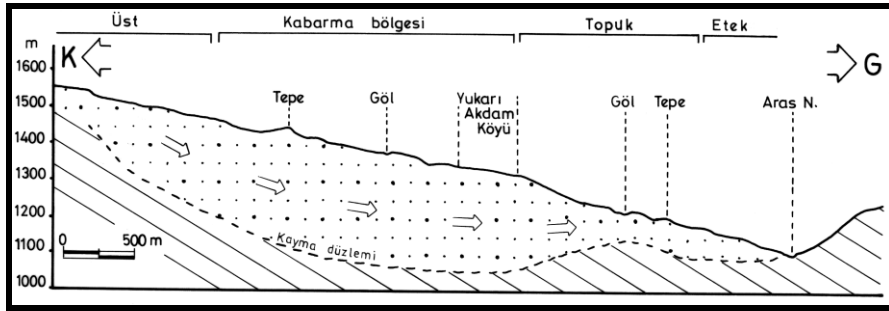 Üst Kabarma bölgesi Topuk Etek
m
K G
1600
1500
1400
1300
1200
1100
1000
Tepe Göl Yukarı Akdam Köyü Göl Tepe Aras N.
Kayma düzlemi
0 500 m